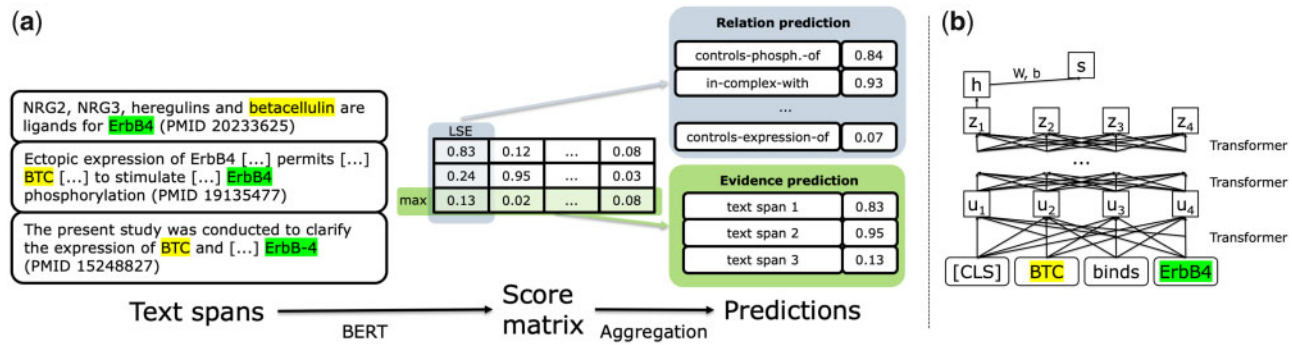 (a)
NRG2, NRG3, heregulins and betacellulin are
ligands for ErbB4 (PMID 20233625)
Ectopic expression of ErbB4 [...] permits [...]
BTC [...] to stimulate [...] ErbB4
phosphorylation (PMID 19135477)
The present study was conducted to clarify
the expression of BTC and [...] ErbB-4
(PMID 15248827)
LSE
0.83 0.12 ... 0.08
0.24 0.95 ... 0.03
max 0.13 0.02 ... 0.08
Relation prediction
controls-phosph.-of 0.84
in-complex-with 0.93
...
controls-expression-of 0.07
Evidence prediction
text span 1 0.83
text span 2 0.95
text span 3 0.13
Text spans
BERT
Score
matrix
Aggregation
Predictions
(b)
s
W, b
h
z1 z2 z3 z4
Transformer
...
Transformer
u1 u2 u3 u4
Transformer
[CLS] BTC binds ErbB4